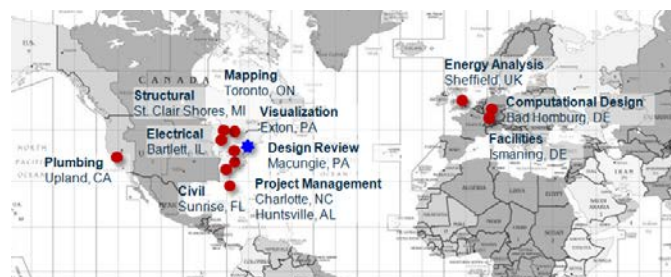 Mapping
Toronto, ON
Structural
St. Clair Shores, MI
Visualization
Exton, PA
Electrical
Bartlett, IL
Design Review
Macungie, PA
Plumbing
Upland, CA
Civil
Sunrise, FL
Project Management
Charlotte, NC
Huntsville, AL
Energy Analysis
Sheffield, UK
Computational Design
Bad Homburg, DE
Facilities
Ismaning, DE
CANADA